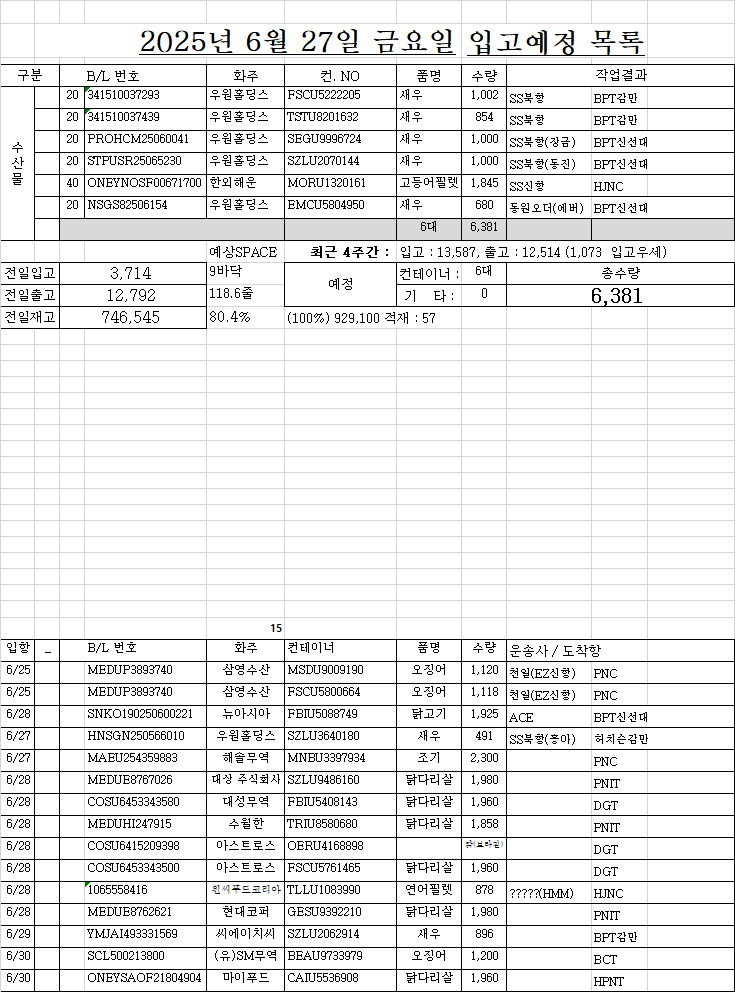 2025년 6월 27일 금요일 입고예정 목록
구분 B/L 번호 화주 컨. NO 품명 수량 작업결과
수산물
20 341510037293 우원홀딩스 FSCU5222205 새우 1,002 SS북항 BPT감만
20 341510037439 우원홀딩스 TSTU8201632 새우 854 SS북항 BPT감만
20 PROHCM25060041 우원홀딩스 SEGU9996724 새우 1,000 SS북항(장금) BPT신선대
20 STPUSR25065230 우원홀딩스 SZLU2070144 새우 1,000 SS북항(동진) BPT신선대
40 ONEYNOSF00671700 한외해운 MORU1320161 고등어필렛 1,845 SS신항 HJNC
20 NSGS82506154 우원홀딩스 EMCU5804950 새우 680 동원오더(에버) BPT신선대
6대 6,381
예상SPACE 최근 4주간 : 입고 : 13,587, 출고 : 12,514 (1,073 입고우세)
전일입고 3,714 9바닥 예정 컨테이너 : 6대 총수량
전일출고 12,792 118.6줄 기 타 : 0 6,381
전일재고 746,545 80.4% (100%) 929,100 적재 : 57
15
입항 _ B/L 번호 화주 컨테이너 품명 수량 운송사 / 도착항
6/25 MEDUP3893740 삼영수산 MSDU9009190 오징어 1,120 천일(EZ신항) PNC
6/25 MEDUP3893740 삼영수산 FSCU5800664 오징어 1,118 천일(EZ신항) PNC
6/28 SNKO190250600221 뉴아시아 FBIU5088749 닭고기 1,925 ACE BPT신선대
6/27 HNSGN250566010 우원홀딩스 SZLU3640180 새우 491 SS북항(흥아) 허치슨감만
6/27 MAEU254359883 해솔무역 MNBU3397934 조기 2,300 PNC
6/28 MEDUE8767026 대상 주식회사 SZLU9486160 닭다리살 1,980 PNIT
6/28 COSU6453343580 대성무역 FBIU5408143 닭다리살 1,960 DGT
6/28 MEDUHI247915 수월한 TRIU8580680 닭다리살 1,858 PNIT
6/28 COSU6415209398 아스트로스 OERU4168898 DGT
6/28 COSU6453343500 아스트로스 FSCU5761465 닭다리살 1,960 DGT
6/28 1065558416 윈씨푸드코리아 TLLU1083990 연어필렛 878 ?????(HMM) HJNC
6/28 MEDUE8762621 현대코퍼 GESU9392210 닭다리살 1,980 PNIT
6/29 YMJAI493331569 씨에이치씨 SZLU2062914 새우 896 BPT감만
6/30 SCL500213800 (유)SM무역 BEAU9733979 오징어 1,200 BCT
6/30 ONEYSAOF21804904 마이푸드 CAIU5536908 닭다리살 1,960 HPNT